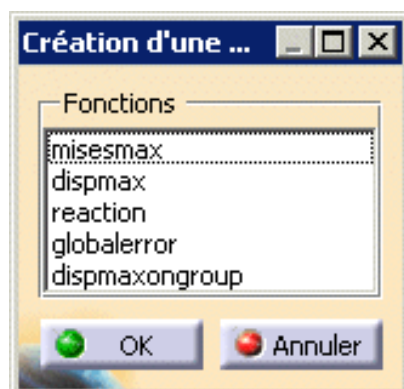 Création d'une ...
Fonctions
misesmax
dispmax
reaction
globalerror
dispmaxongroup
OK
Annuler